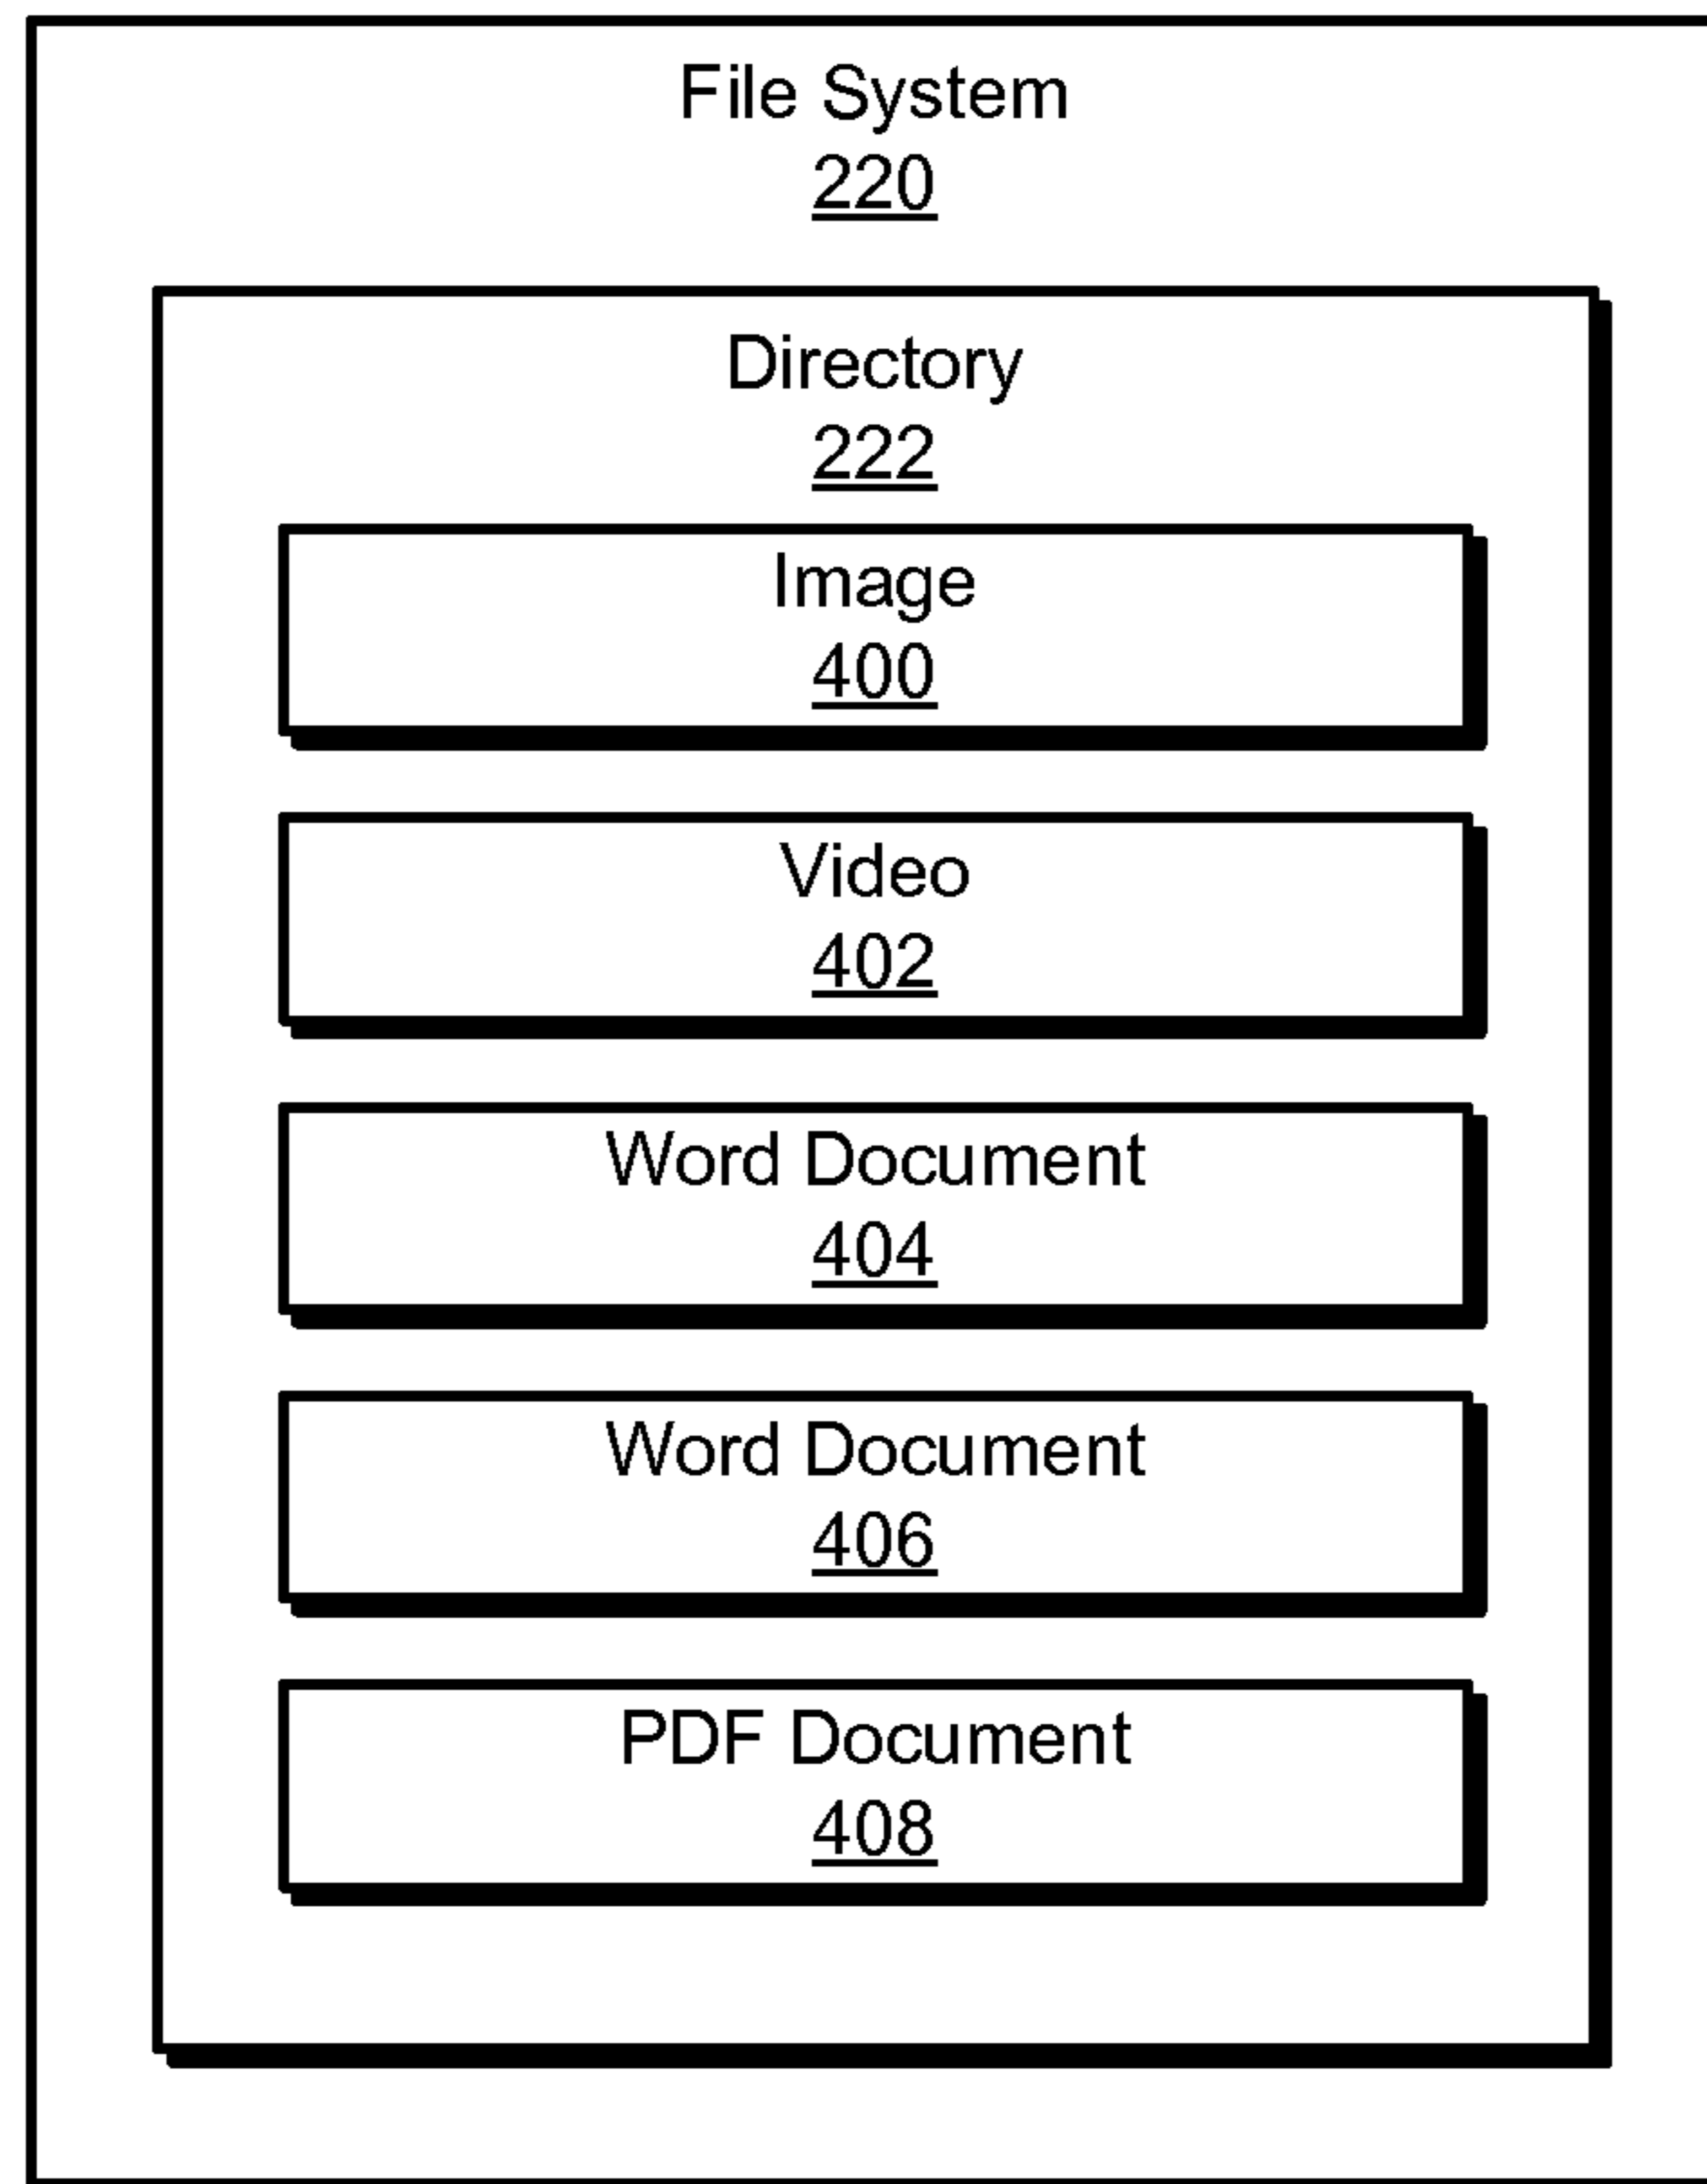 File System
220
Directory
222
Image
400
Video
402
Word Document
404
Word Document
406
PDF Document
408